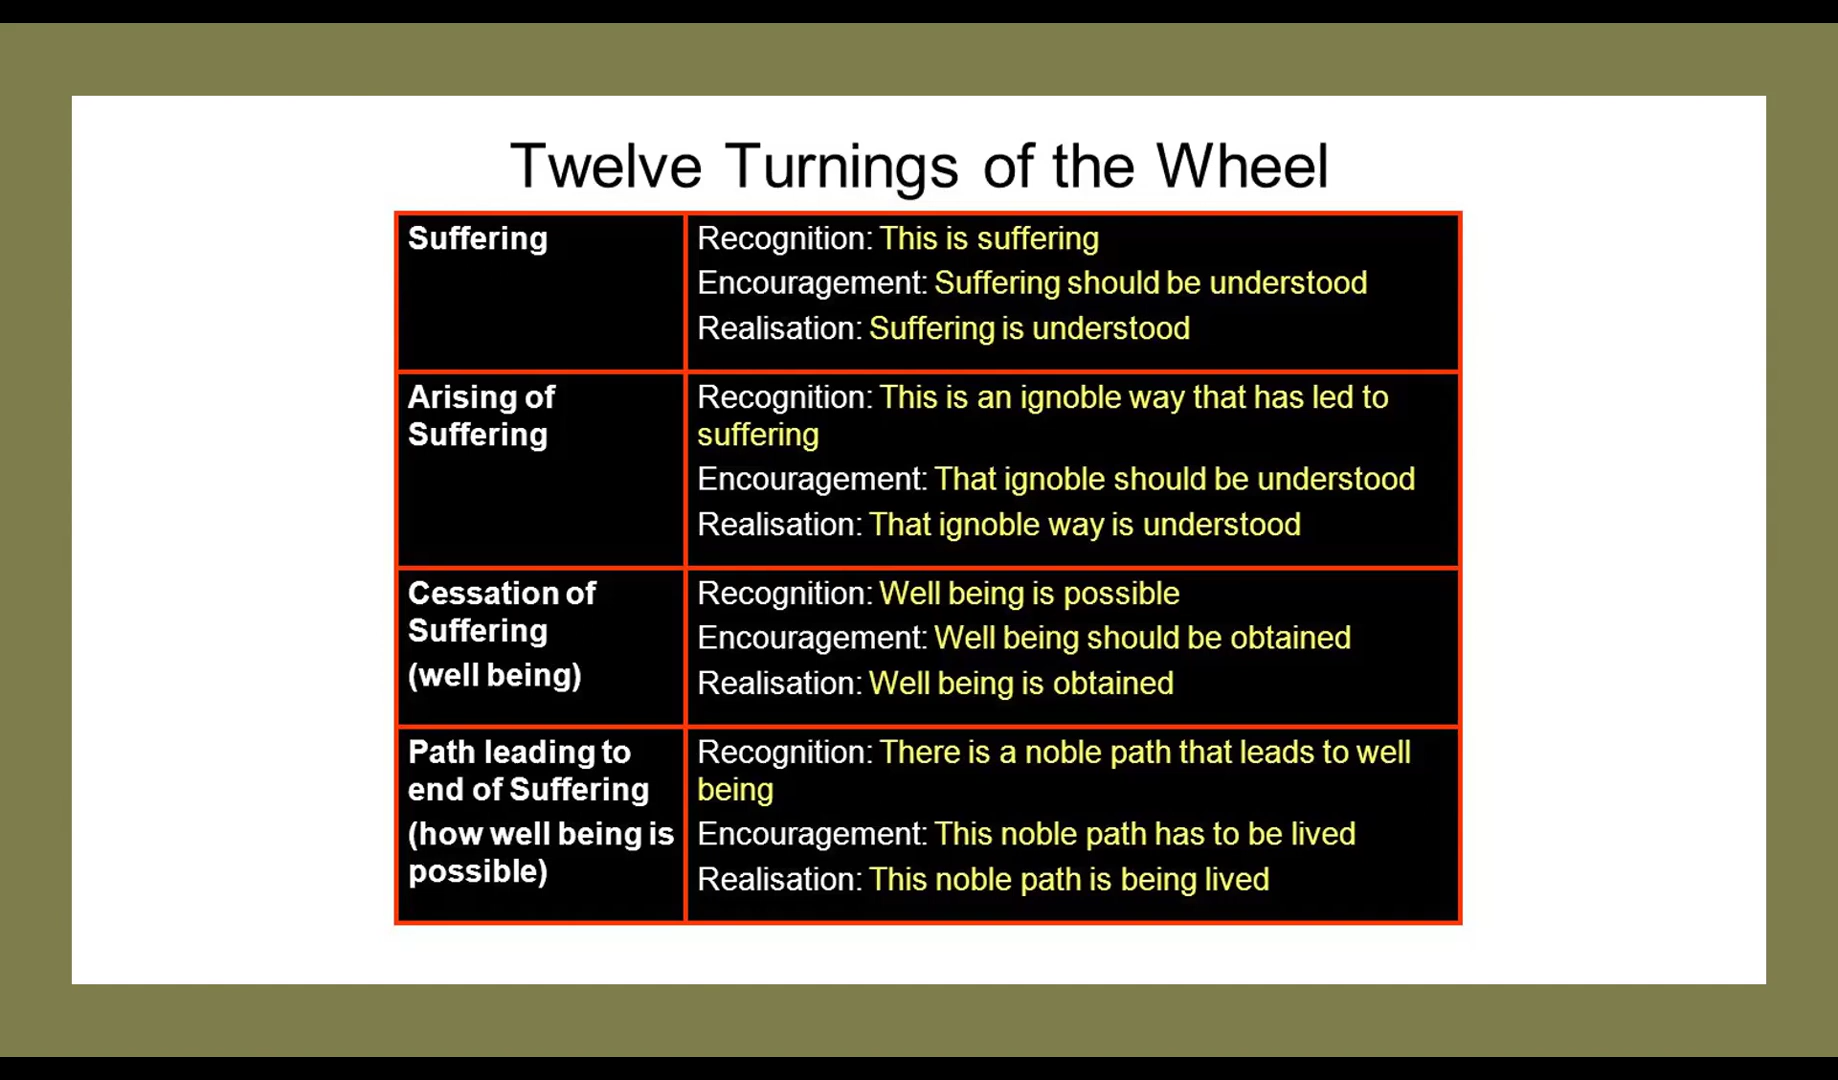 Twelve Turnings of the Wheel
Suffering
Recognition: This is suffering
Encouragement: Suffering should be understood
Realisation: Suffering is understood
Arising of
Suffering
Recognition: This is an ignoble way that has led to
suffering
Encouragement: That ignoble should be understood
Realisation: That ignoble way is understood
Cessation of
Suffering
(well being)
Recognition: Well being is possible
Encouragement: Well being should be obtained
Realisation: Well being is obtained
Path leading to
end of Suffering
(how well being is
possible)
Recognition: There is a noble path that leads to well
being
Encouragement: This noble path has to be lived
Realisation: This noble path is being lived